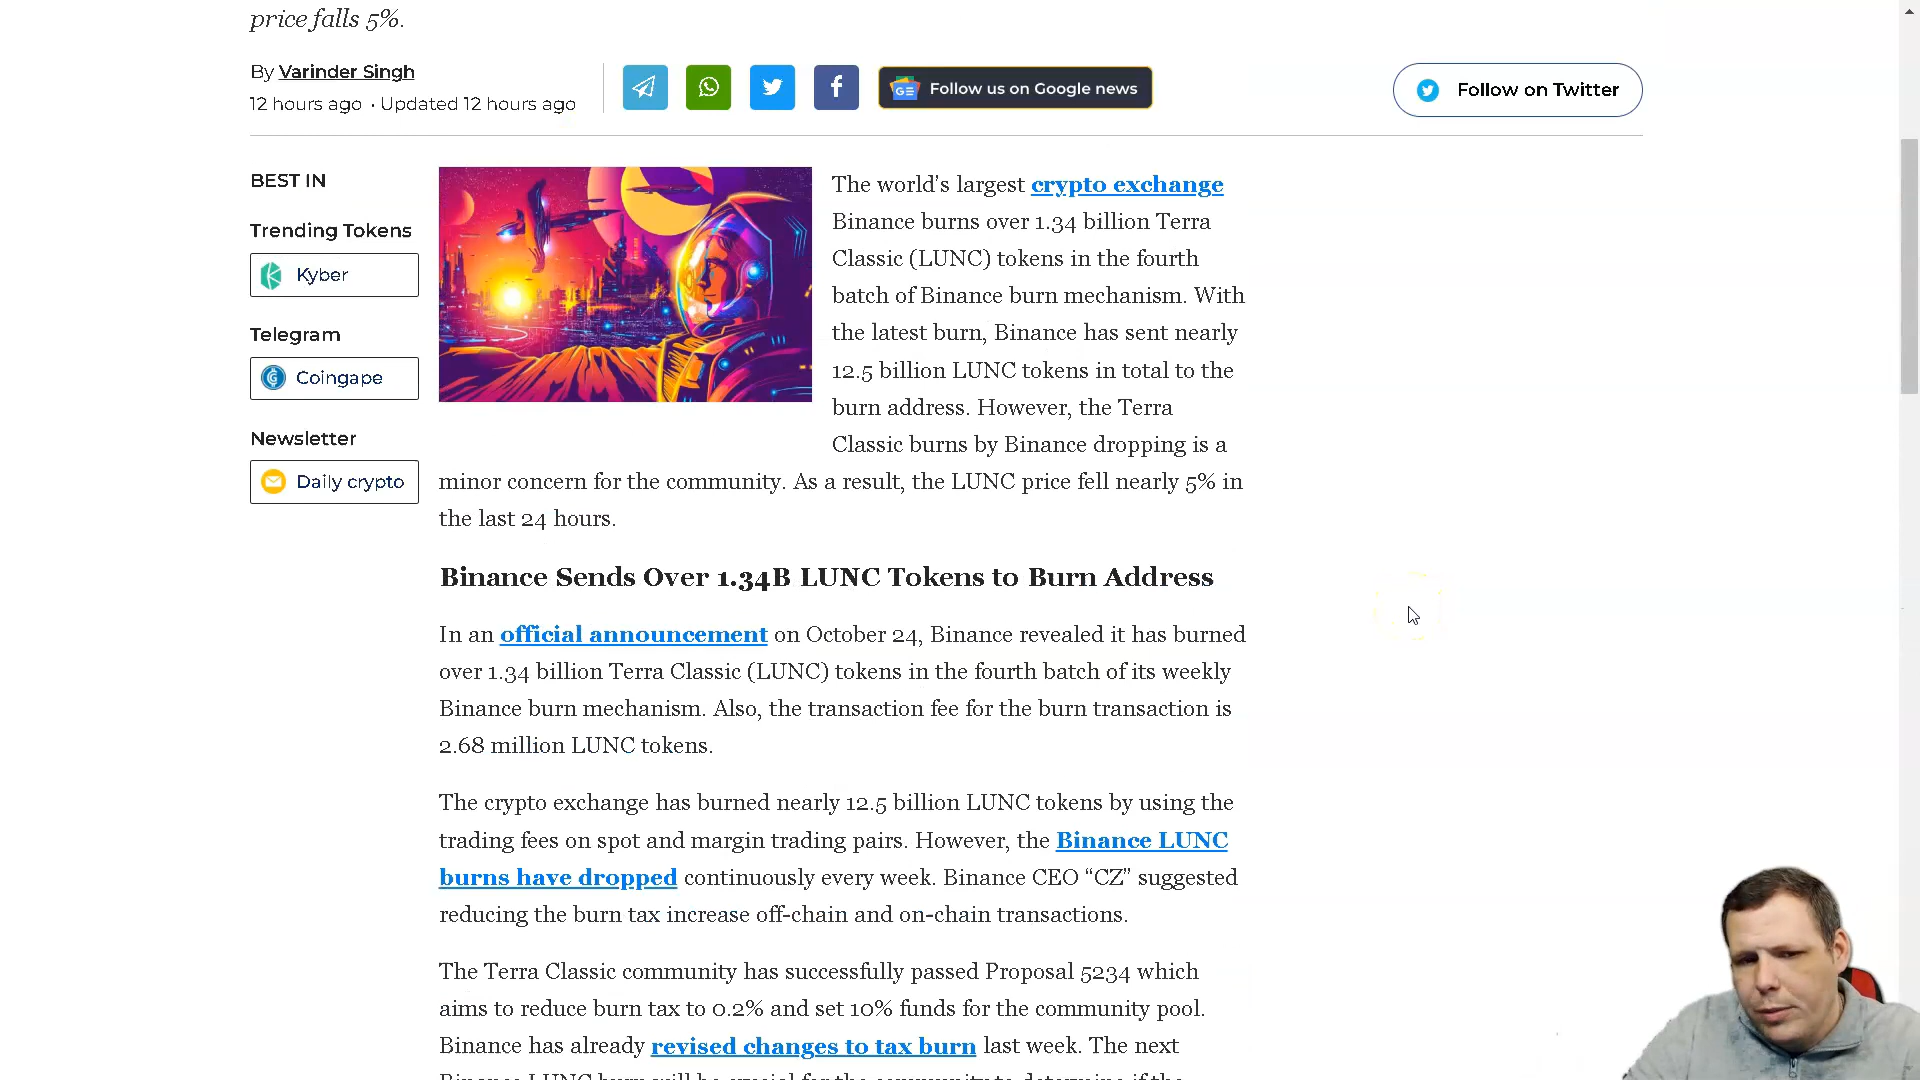 price falls 5%.
By Varinder Singh
12 hours ago • Updated 12 hours ago
Follow us on Google news
Follow on Twitter
BEST IN
Trending Tokens
Kyber
Telegram
Coingape
Newsletter
Daily crypto
The world's largest crypto exchange
Binance burns over 1.34 billion Terra
Classic (LUNC) tokens in the fourth
batch of Binance burn mechanism. With
the latest burn, Binance has sent nearly
12.5 billion LUNC tokens in total to the
burn address. However, the Terra
Classic burns by Binance dropping is a
minor concern for the community. As a result, the LUNC price fell nearly 5% in
the last 24 hours.
Binance Sends Over 1.34B LUNC Tokens to Burn Address
In an official announcement on October 24, Binance revealed it has burned
over 1.34 billion Terra Classic (LUNC) tokens in the fourth batch of its weekly
Binance burn mechanism. Also, the transaction fee for the burn transaction is
2.68 million LUNC tokens.
The crypto exchange has burned nearly 12.5 billion LUNC tokens by using the
trading fees on spot and margin trading pairs. However, the Binance LUNC
burns have dropped continuously every week. Binance CEO “CZ” suggested
reducing the burn tax increase off-chain and on-chain transactions.
The Terra Classic community has successfully passed Proposal 5234 which
aims to reduce burn tax to 0.2% and set 10% funds for the community pool.
Binance has already revised changes to tax burn last week. The next